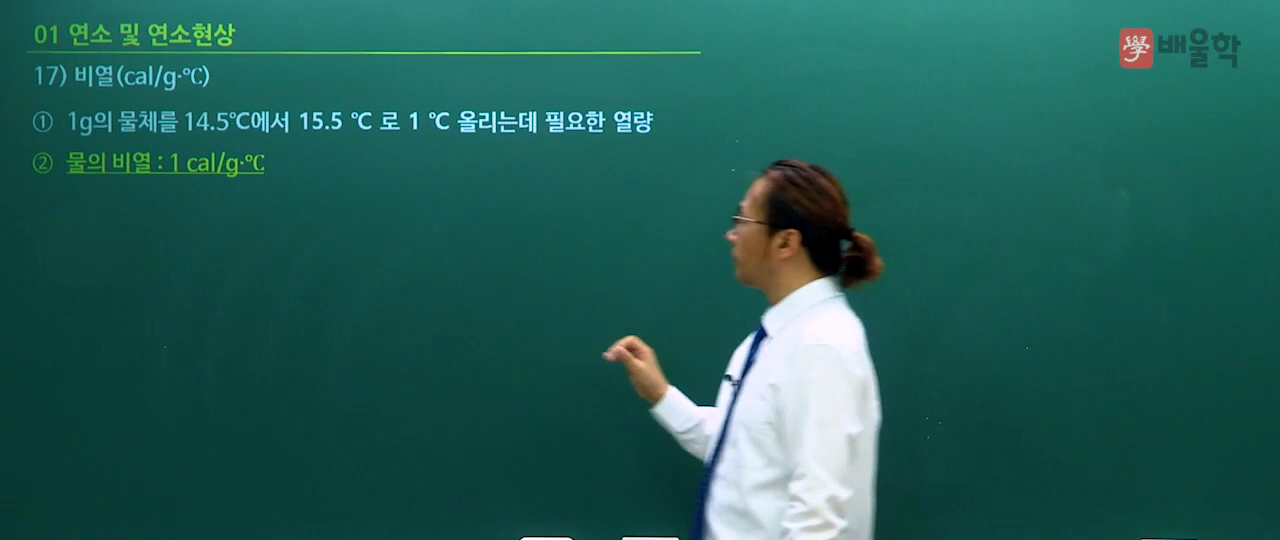 01 연소 및 연소현상
學 배울학
17) 비열(cal/g·℃)
① 1g의 물체를 14.5℃에서 15.5 ℃ 로 1 ℃ 올리는데 필요한 열량
② 물의 비열 : 1 cal/g·℃